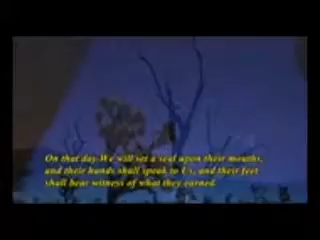 On that day We will set a seal upon their mouths,
and their hands shall speak to Us, and their feet
shall bear witness of what they earned.